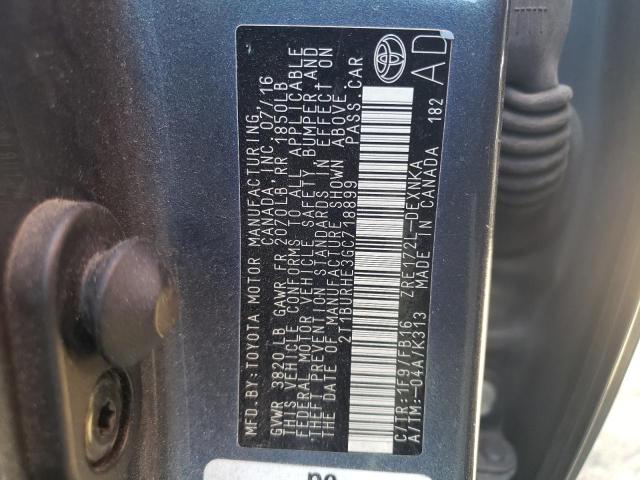 MFD.BY:TOYOTA MOTOR MANUFACTURING,
CANADA,INC.07/16
GVWR 3820LB GAWR FR 2071LB,RR 1850LB
THIS VEHICLE CONFORMS TO ALL APPLICABLE
FEDERAL MOTOR VEHICLE SAFETY BUMPER,AND
THEFT PREVENTION STANDARDS IN EFFECT ON
THE DATE OF MANUFACTURE SHOWN ABOVE.
2T1BURHE3GC718899 PASS.CAR
C/TR:1F9/FB16 ZRE172L-DEXNKA
A/TM:-04A/K313 MADE IN CANADA 182
AD